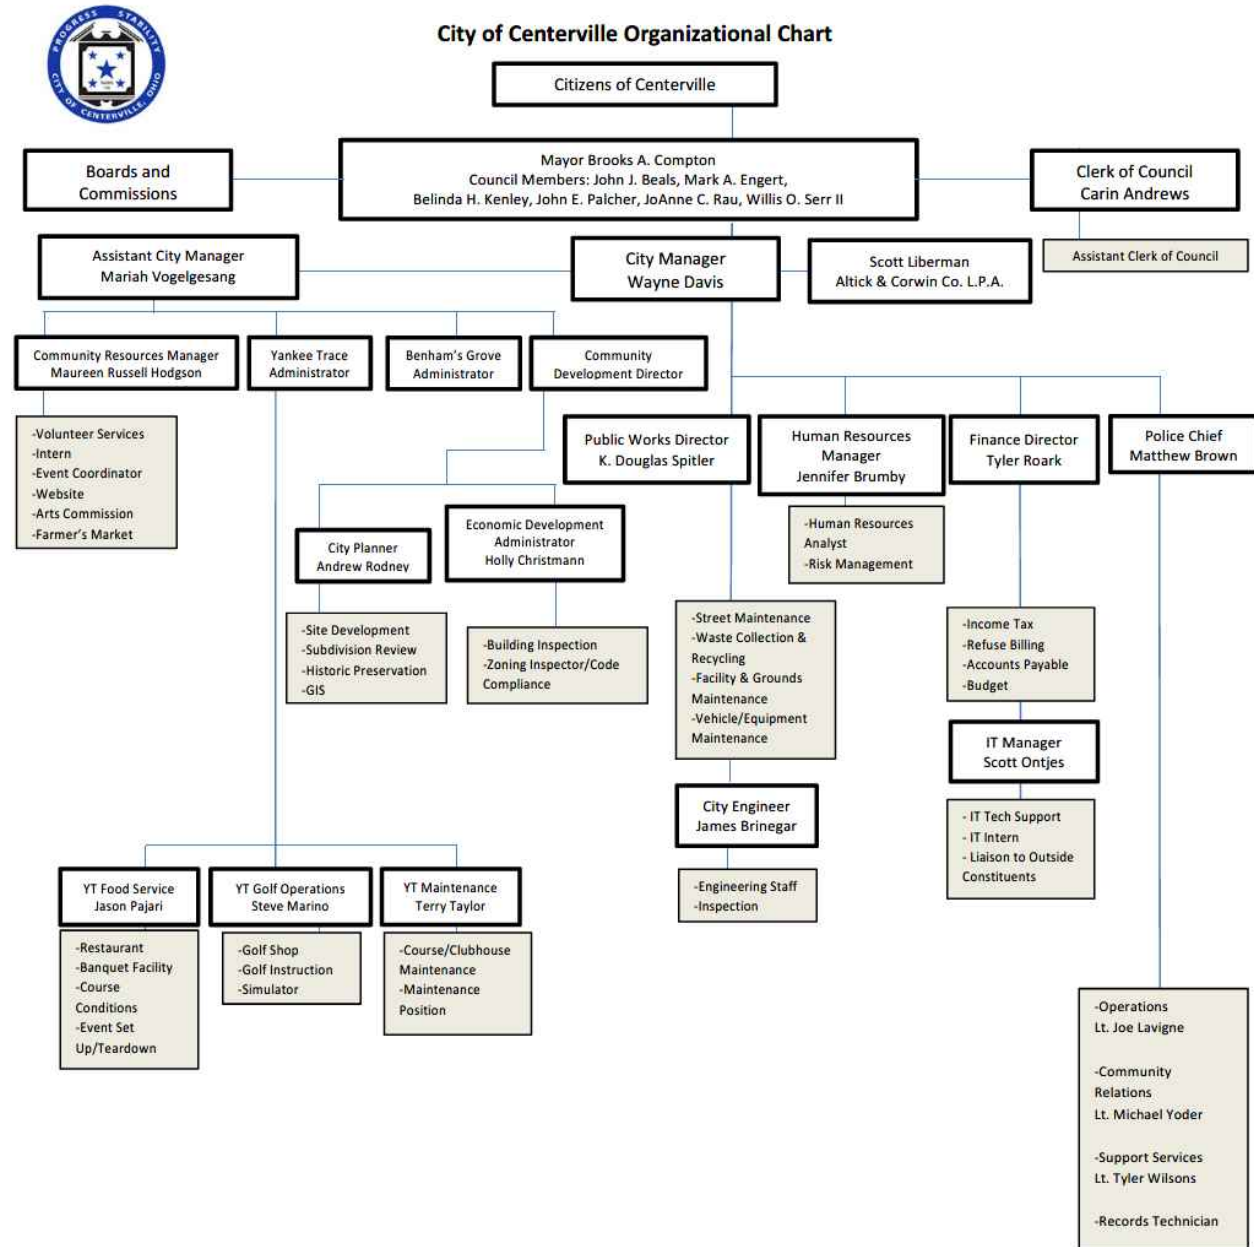 PROGRESS STABILITY
CITY OF CENTERVILLE, OHIO
City of Centerville Organizational Chart
Citizens of Centerville
Boards and
Commissions
Mayor Brooks A. Compton
Council Members: John J. Beals, Mark A. Engert,
Belinda H. Kenley, John E. Palcher, JoAnne C. Rau, Willis O. Serr II
Clerk of Council
Carin Andrews
Assistant Clerk of Council
Assistant City Manager
Mariah Vogelgesang
City Manager
Wayne Davis
Scott Liberman
Altick & Corwin Co. L.P.A.
Community Resources Manager
Maureen Russell Hodgson
Yankee Trace
Administrator
Benham's Grove
Administrator
Community
Development Director
-Volunteer Services
-Intern
-Event Coordinator
-Website
-Arts Commission
-Farmer's Market
Public Works Director
K. Douglas Spitler
Human Resources
Manager
Jennifer Brumby
Finance Director
Tyler Roark
Police Chief
Matthew Brown
City Planner
Andrew Rodney
Economic Development
Administrator
Holly Christmann
-Human Resources
Analyst
-Risk Management
-Site Development
-Subdivision Review
-Historic Preservation
-GIS
-Building Inspection
-Zoning Inspector/Code
Compliance
-Street Maintenance
-Waste Collection &
Recycling
-Facility & Grounds
Maintenance
-Vehicle/Equipment
Maintenance
-Income Tax
-Refuse Billing
-Accounts Payable
-Budget
IT Manager
Scott Ontjes
City Engineer
James Brinegar
- IT Tech Support
- IT Intern
- Liaison to Outside
Constituents
-Engineering Staff
-Inspection
YT Food Service
Jason Pajari
YT Golf Operations
Steve Marino
YT Maintenance
Terry Taylor
-Restaurant
-Banquet Facility
-Course
Conditions
-Event Set
Up/Teardown
-Golf Shop
-Golf Instruction
-Simulator
-Course/Clubhouse
Maintenance
-Maintenance
Position
-Operations
Lt. Joe Lavigne
-Community
Relations
Lt. Michael Yoder
-Support Services
Lt. Tyler Wilsons
-Records Technician